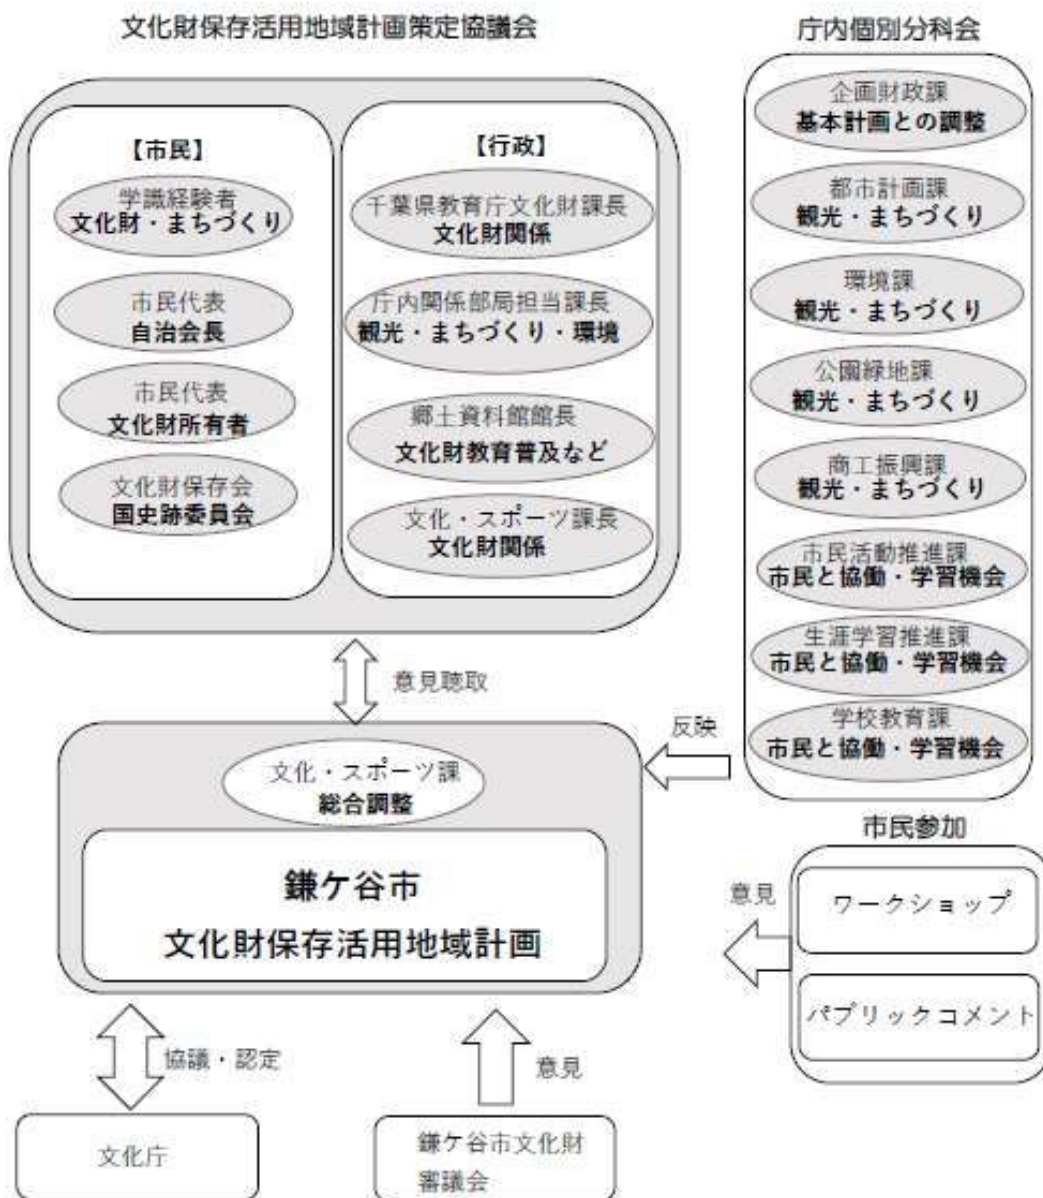 文化財保存活用地域計画策定協議会
【市民】
学識経験者
文化財・まちづくり
市民代表
自治会長
市民代表
文化財所有者
文化財保存会
国史跡委員会
【行政】
千葉県教育庁文化財課長
文化財関係
庁内関係部局担当課長
観光・まちづくり・環境
郷土資料館館長
文化財教育普及など
文化・スポーツ課長
文化財関係
庁内個別分科会
企画財政課
基本計画との調整
都市計画課
観光・まちづくり
環境課
観光・まちづくり
公園緑地課
観光・まちづくり
商工振興課
観光・まちづくり
市民活動推進課
市民と協働・学習機会
生涯学習推進課
市民と協働・学習機会
学校教育課
市民と協働・学習機会
意見聴取
反映
文化・スポーツ課
総合調整
鎌ケ谷市
文化財保存活用地域計画
市民参加
意見
ワークショップ
パブリックコメント
協議・認定
意見
文化庁
鎌ケ谷市文化財
審議会